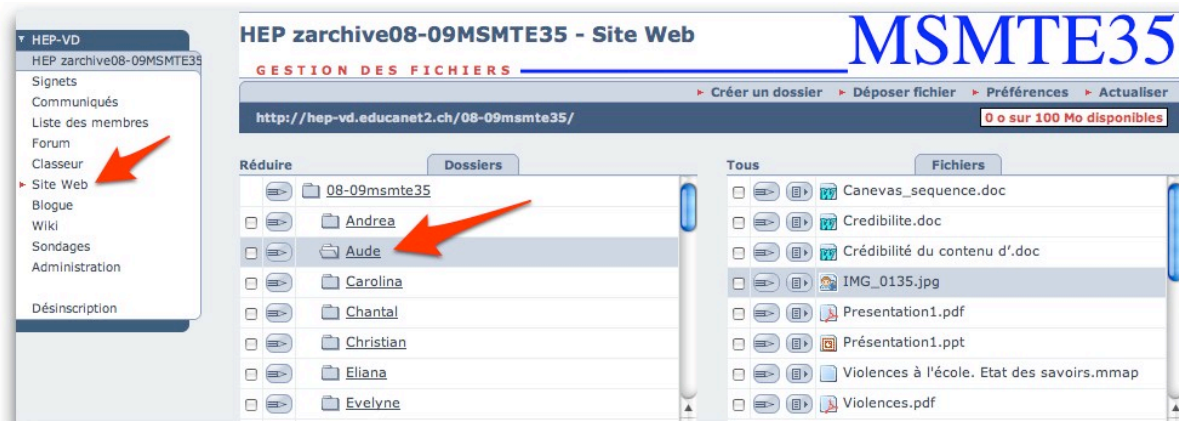 HEP-VD
HEP zarchive08-09MSMTE35
Signets
Communiqués
Liste des membres
Forum
Classeur
Site Web
Blogue
Wiki
Sondages
Administration
Désinscription
HEP zarchive08-09MSMTE35 - Site Web
MSMTE35
GESTION DES FICHIERS
Créer un dossier Déposer fichier Préférences Actualiser
http://hep-vd.educanet2.ch/08-09msmte35/
0 o sur 100 Mo disponibles
Réduire Dossiers
08-09msmte35
Andrea
Aude
Carolina
Chantal
Christian
Eliana
Evelyne
Tous Fichiers
Canevas_sequence.doc
Credibilite.doc
Crédibilité du contenu d’.doc
IMG_0135.jpg
Presentation1.pdf
Présentation1.ppt
Violences à l'école. Etat des savoirs.mmap
Violences.pdf